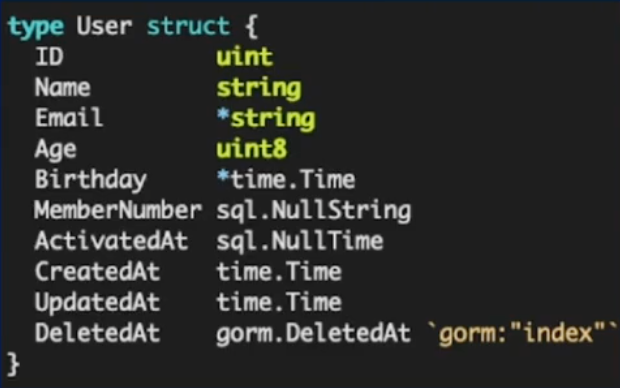 type User struct {
  ID           uint
  Name         string
  Email        *string
  Age          uint8
  Birthday     *time.Time
  MemberNumber sql.NullString
  ActivatedAt  sql.NullTime
  CreatedAt    time.Time
  UpdatedAt    time.Time
  DeletedAt    gorm.DeletedAt `gorm:"index"`
}